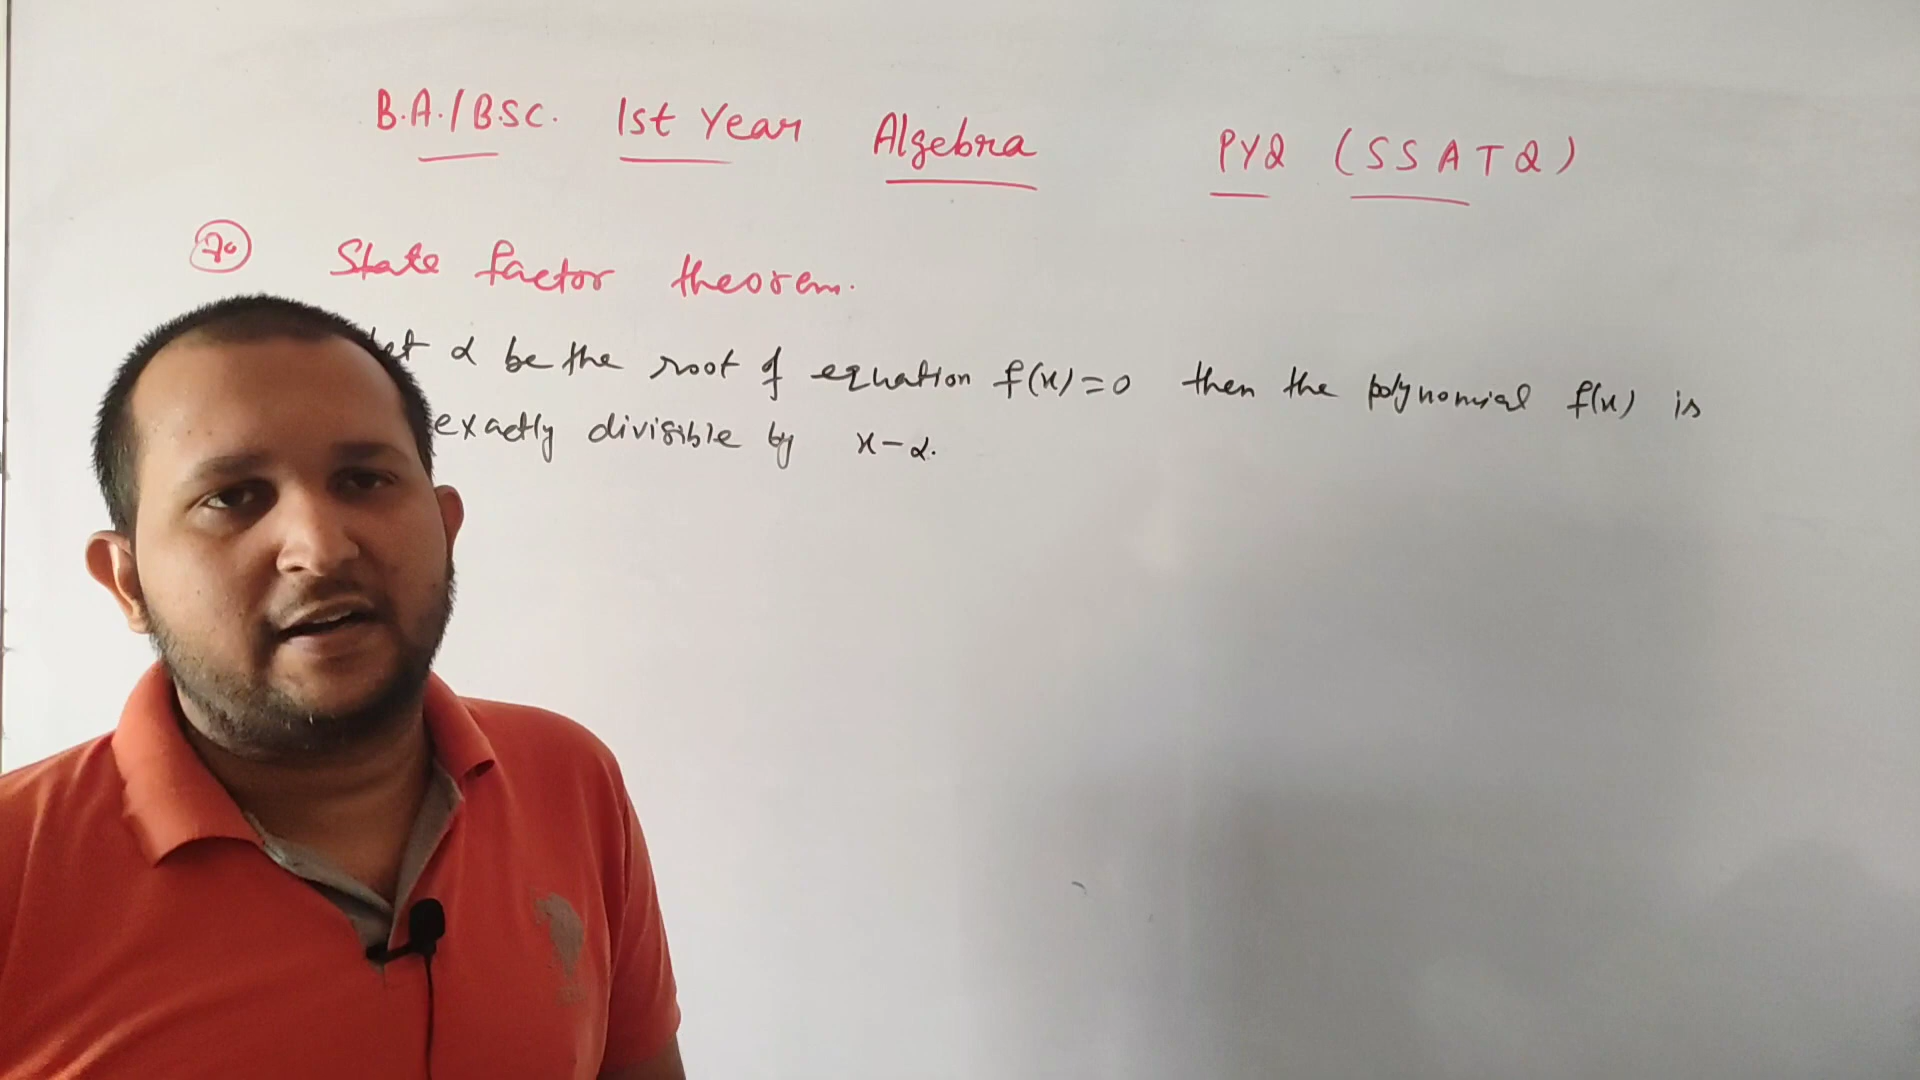 B.A./B.SC. 1st Year Algebra PYQ (SSATQ)
70 State factor theorem.
Let α be the root of equation f(x)=0 then the polynomial f(x) is
exactly divisible by x-α.